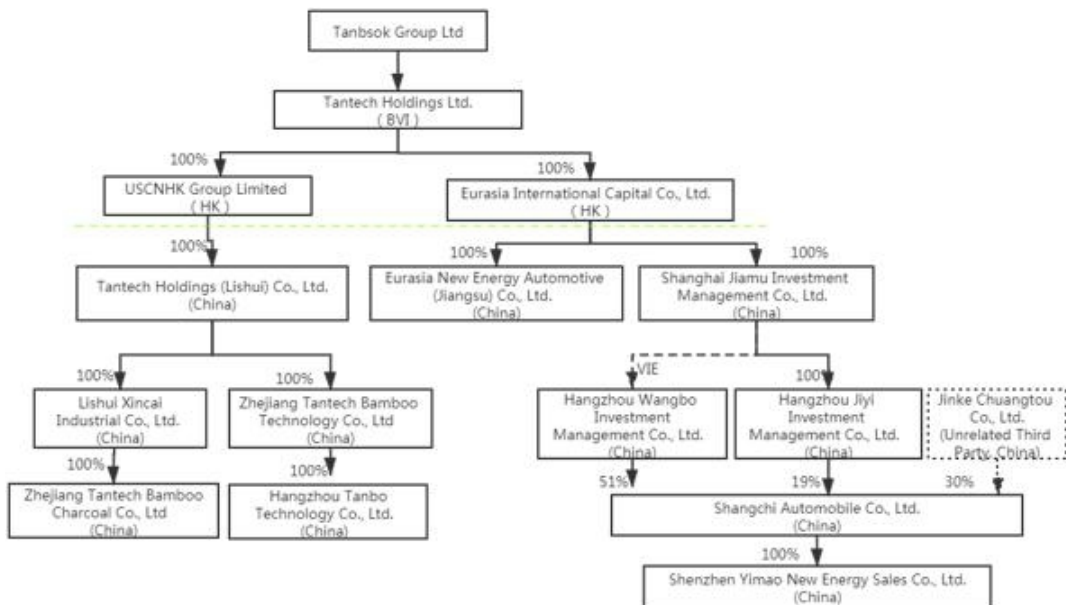 Tanbsok Group Ltd
Tantech Holdings Ltd.
( BVI )
100%
100%
USCNHK Group Limited
( HK )
Eurasia International Capital Co., Ltd.
( HK )
100%
100%
100%
Tantech Holdings (Lishui) Co., Ltd.
(China)
Eurasia New Energy Automotive
(Jiangsu) Co., Ltd.
(China)
Shanghai Jiamu Investment
Management Co., Ltd.
(China)
100%
100%
VIE
100%
Lishui Xincai
Industrial Co., Ltd.
(China)
Zhejiang Tantech Bamboo
Technology Co., Ltd
(China)
Hangzhou Wangbo
Investment
Management Co., Ltd.
(China)
Hangzhou Jiyi
Investment
Management Co., Ltd.
(China)
Jinke Chuangtou
Co., Ltd.
(Unrelated Third
Party, China)
100%
100%
51%
19%
30%
Zhejiang Tantech Bamboo
Charcoal Co., Ltd
(China)
Hangzhou Tanbo
Technology Co., Ltd.
(China)
Shangchi Automobile Co., Ltd.
(China)
100%
Shenzhen Yimao New Energy Sales Co., Ltd.
(China)